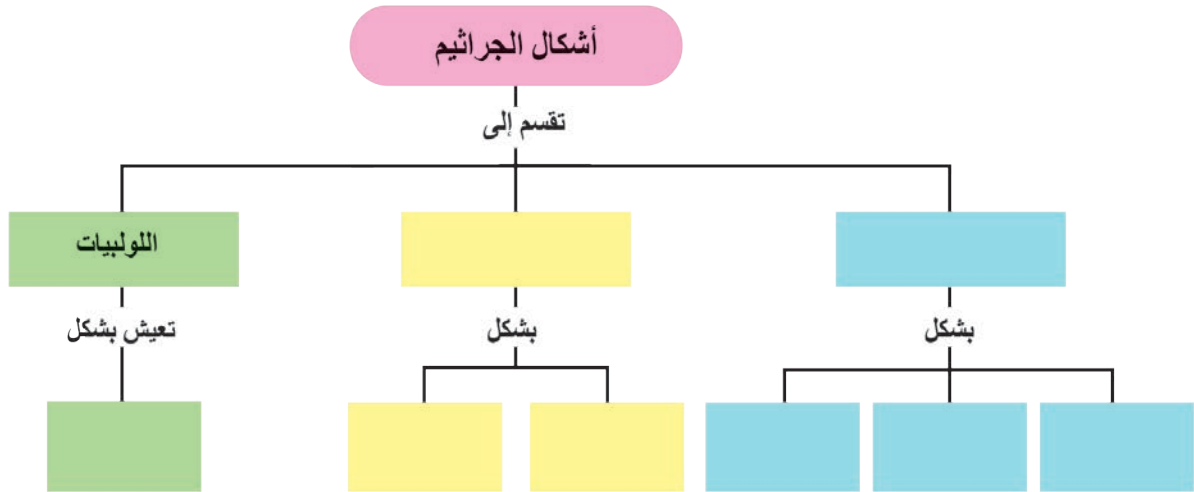 أشكال الجراثيم
تقسم إلى
اللولبيات
تعيش بشكل
بشكل
بشكل